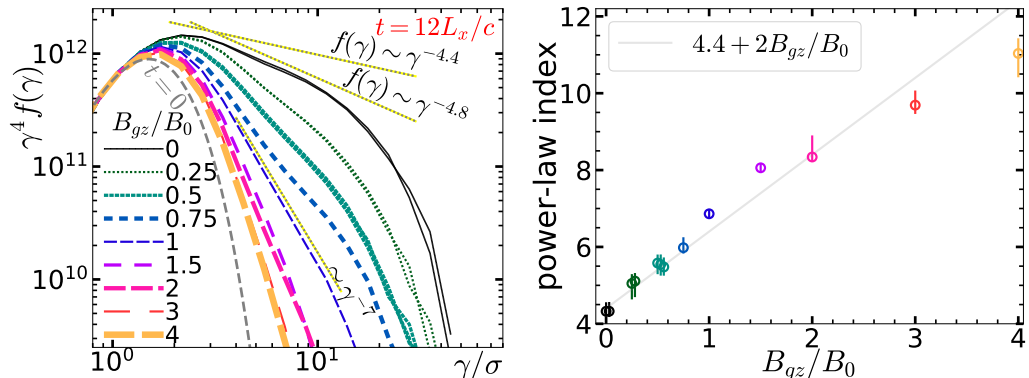 t = 12L_x/c
f(γ) ∼ γ^−4.4
f(γ) ∼ γ^−4.8
t = 0
∼ γ^−7
γ^4 f(γ)
10^12
10^11
10^10
B_gz/B_0
0
0.25
0.5
0.75
1
1.5
2
3
4
10^0
10^1
γ/σ
power-law index
12
10
8
6
4
4.4 + 2B_gz/B_0
0
1
2
3
4
B_gz/B_0